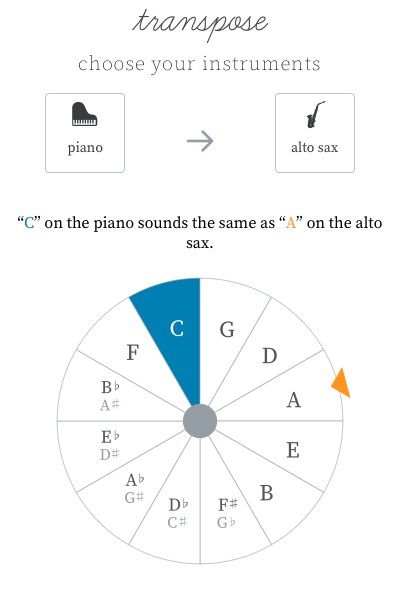 transpose
choose your instruments
piano
alto sax
“C” on the piano sounds the same as “A” on the alto
sax.
C
G
F
D
B♭
A♯
A
E♭
D♯
E
A♭
G♯
B
D♭
C♯
F♯
G♭